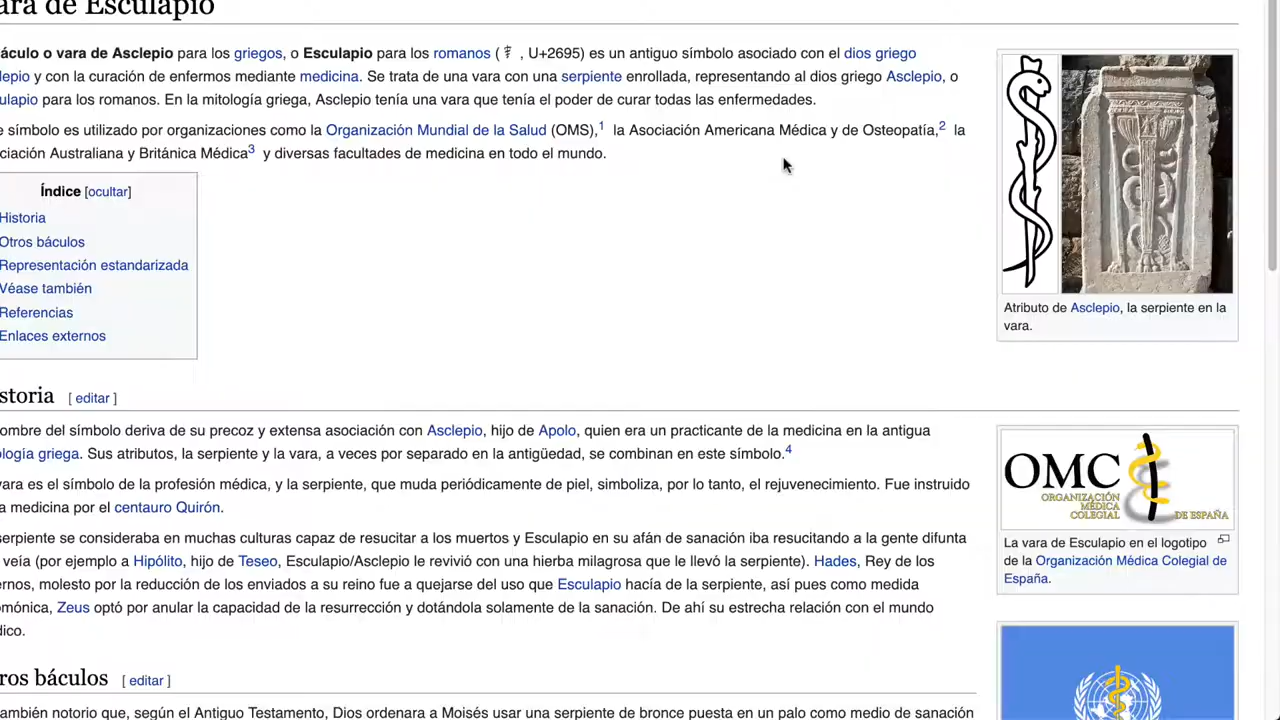 ara de Esculapio
áculo o vara de Asclepio para los griegos, o Esculapio para los romanos ( ⚕ , U+2695) es un antiguo símbolo asociado con el dios griego
lepio y con la curación de enfermos mediante medicina. Se trata de una vara con una serpiente enrollada, representando al dios griego Asclepio, o
ulapio para los romanos. En la mitología griega, Asclepio tenía una vara que tenía el poder de curar todas las enfermedades.
e símbolo es utilizado por organizaciones como la Organización Mundial de la Salud (OMS),1 la Asociación Americana Médica y de Osteopatía,2 la
ciación Australiana y Británica Médica3 y diversas facultades de medicina en todo el mundo.
Índice [ocultar]
Historia
Otros báculos
Representación estandarizada
Véase también
Referencias
Enlaces externos
Atributo de Asclepio, la serpiente en la
vara.
storia [ editar ]
ombre del símbolo deriva de su precoz y extensa asociación con Asclepio, hijo de Apolo, quien era un practicante de la medicina en la antigua
ología griega. Sus atributos, la serpiente y la vara, a veces por separado en la antigüedad, se combinan en este símbolo.4
vara es el símbolo de la profesión médica, y la serpiente, que muda periódicamente de piel, simboliza, por lo tanto, el rejuvenecimiento. Fue instruido
a medicina por el centauro Quirón.
serpiente se consideraba en muchas culturas capaz de resucitar a los muertos y Esculapio en su afán de sanación iba resucitando a la gente difunta
veía (por ejemplo a Hipólito, hijo de Teseo, Esculapio/Asclepio le revivió con una hierba milagrosa que le llevó la serpiente). Hades, Rey de los
ernos, molesto por la reducción de los enviados a su reino fue a quejarse del uso que Esculapio hacía de la serpiente, así pues como medida
omónica, Zeus optó por anular la capacidad de la resurrección y dotándola solamente de la sanación. De ahí su estrecha relación con el mundo
dico.
OMC
ORGANIZACIÓN
MÉDICA
COLEGIAL DE ESPAÑA
La vara de Esculapio en el logotipo
de la Organización Médica Colegial de
España.
ros báculos [ editar ]
ambién notorio que, según el Antiguo Testamento, Dios ordenara a Moisés usar una serpiente de bronce puesta en un palo como medio de sanación